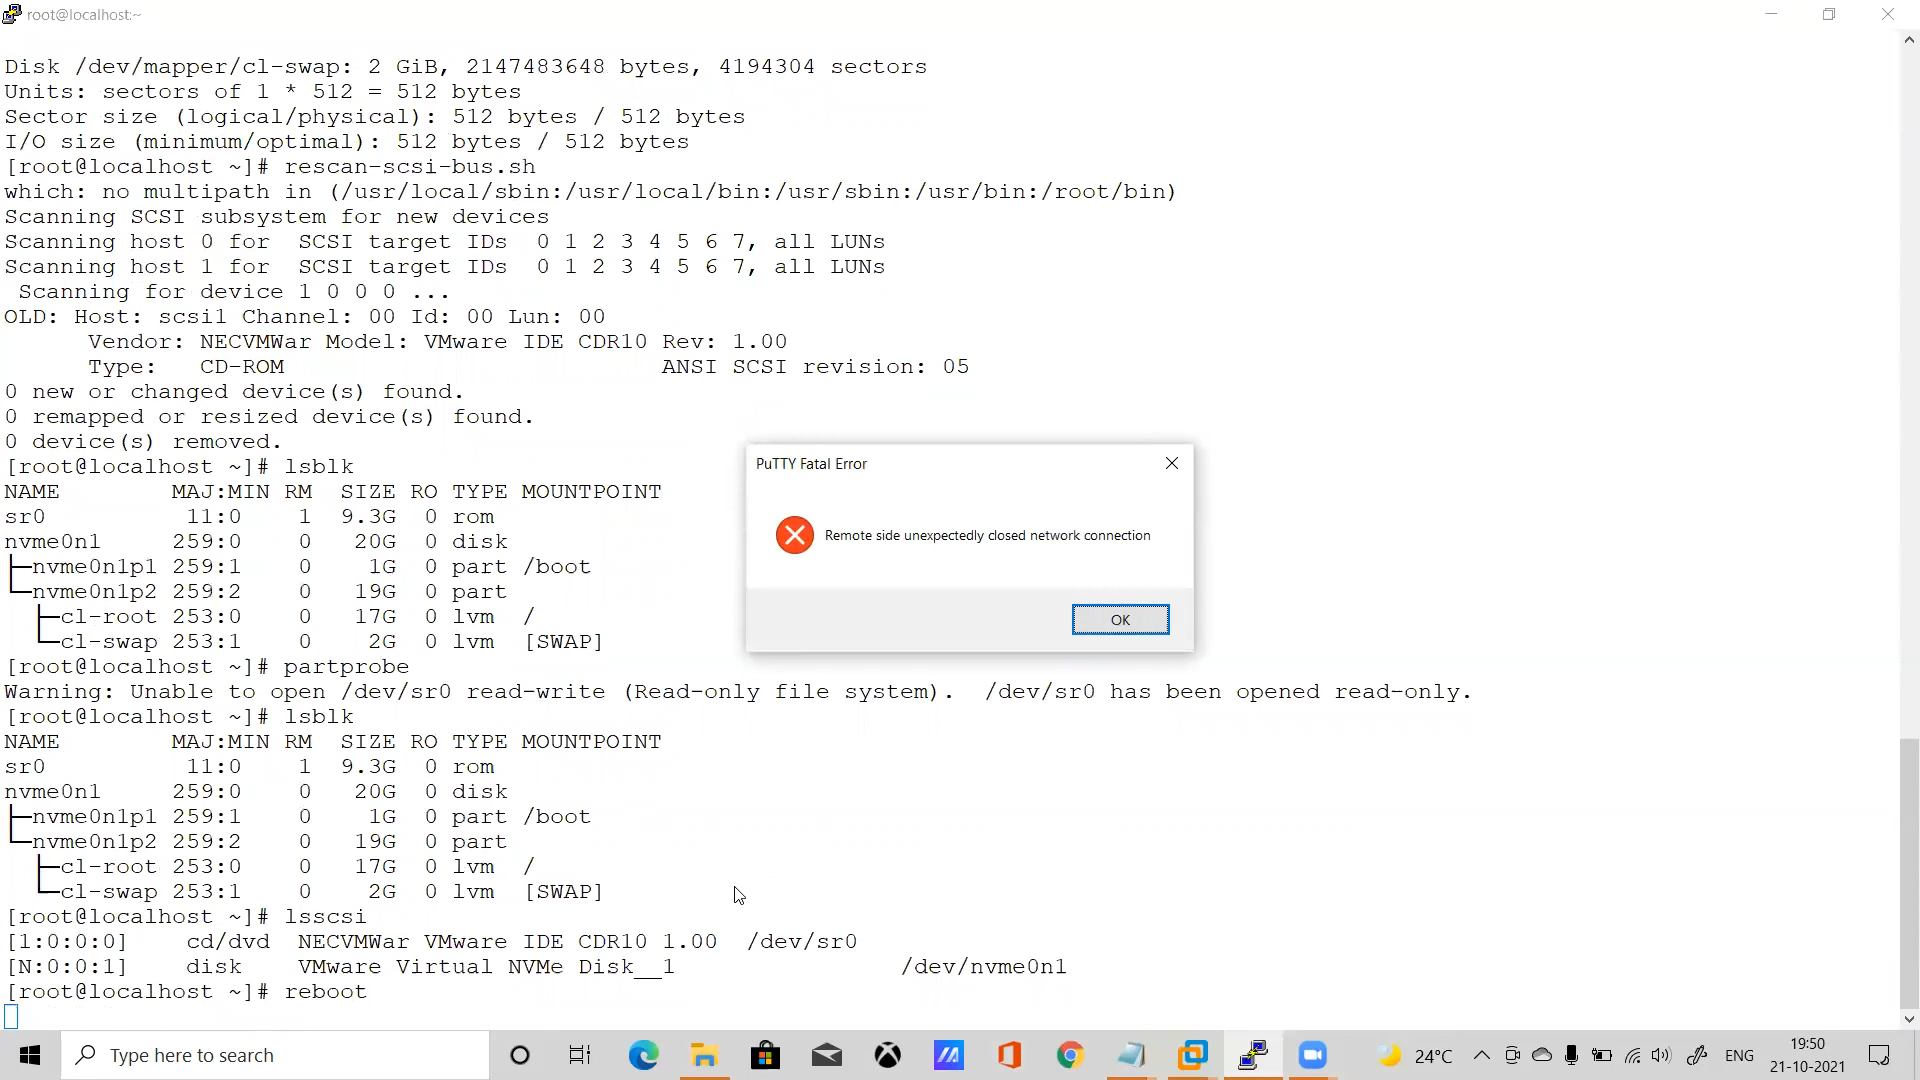 root@localhost:~
Disk /dev/mapper/cl-swap: 2 GiB, 2147483648 bytes, 4194304 sectors
Units: sectors of 1 * 512 = 512 bytes
Sector size (logical/physical): 512 bytes / 512 bytes
I/O size (minimum/optimal): 512 bytes / 512 bytes
[root@localhost ~]# rescan-scsi-bus.sh
which: no multipath in (/usr/local/sbin:/usr/local/bin:/usr/sbin:/usr/bin:/root/bin)
Scanning SCSI subsystem for new devices
Scanning host 0 for  SCSI target IDs  0 1 2 3 4 5 6 7, all LUNs
Scanning host 1 for  SCSI target IDs  0 1 2 3 4 5 6 7, all LUNs
 Scanning for device 1 0 0 0 ...
OLD: Host: scsi1 Channel: 00 Id: 00 Lun: 00
      Vendor: NECVMWar Model: VMware IDE CDR10 Rev: 1.00
      Type:   CD-ROM                           ANSI SCSI revision: 05
0 new or changed device(s) found.
0 remapped or resized device(s) found.
0 device(s) removed.
[root@localhost ~]# lsblk
NAME        MAJ:MIN RM  SIZE RO TYPE MOUNTPOINT
sr0          11:0    1  9.3G  0 rom
nvme0n1     259:0    0   20G  0 disk
├─nvme0n1p1 259:1    0    1G  0 part /boot
└─nvme0n1p2 259:2    0   19G  0 part
  ├─cl-root 253:0    0   17G  0 lvm  /
  └─cl-swap 253:1    0    2G  0 lvm  [SWAP]
[root@localhost ~]# partprobe
Warning: Unable to open /dev/sr0 read-write (Read-only file system).  /dev/sr0 has been opened read-only.
[root@localhost ~]# lsblk
NAME        MAJ:MIN RM  SIZE RO TYPE MOUNTPOINT
sr0          11:0    1  9.3G  0 rom
nvme0n1     259:0    0   20G  0 disk
├─nvme0n1p1 259:1    0    1G  0 part /boot
└─nvme0n1p2 259:2    0   19G  0 part
  ├─cl-root 253:0    0   17G  0 lvm  /
  └─cl-swap 253:1    0    2G  0 lvm  [SWAP]
[root@localhost ~]# lsscsi
[1:0:0:0]    cd/dvd  NECVMWar VMware IDE CDR10 1.00  /dev/sr0
[N:0:0:1]    disk    VMware Virtual NVMe Disk__1                /dev/nvme0n1
[root@localhost ~]# reboot
PuTTY Fatal Error
Remote side unexpectedly closed network connection
OK
Type here to search
24°C
ENG
19:50
21-10-2021